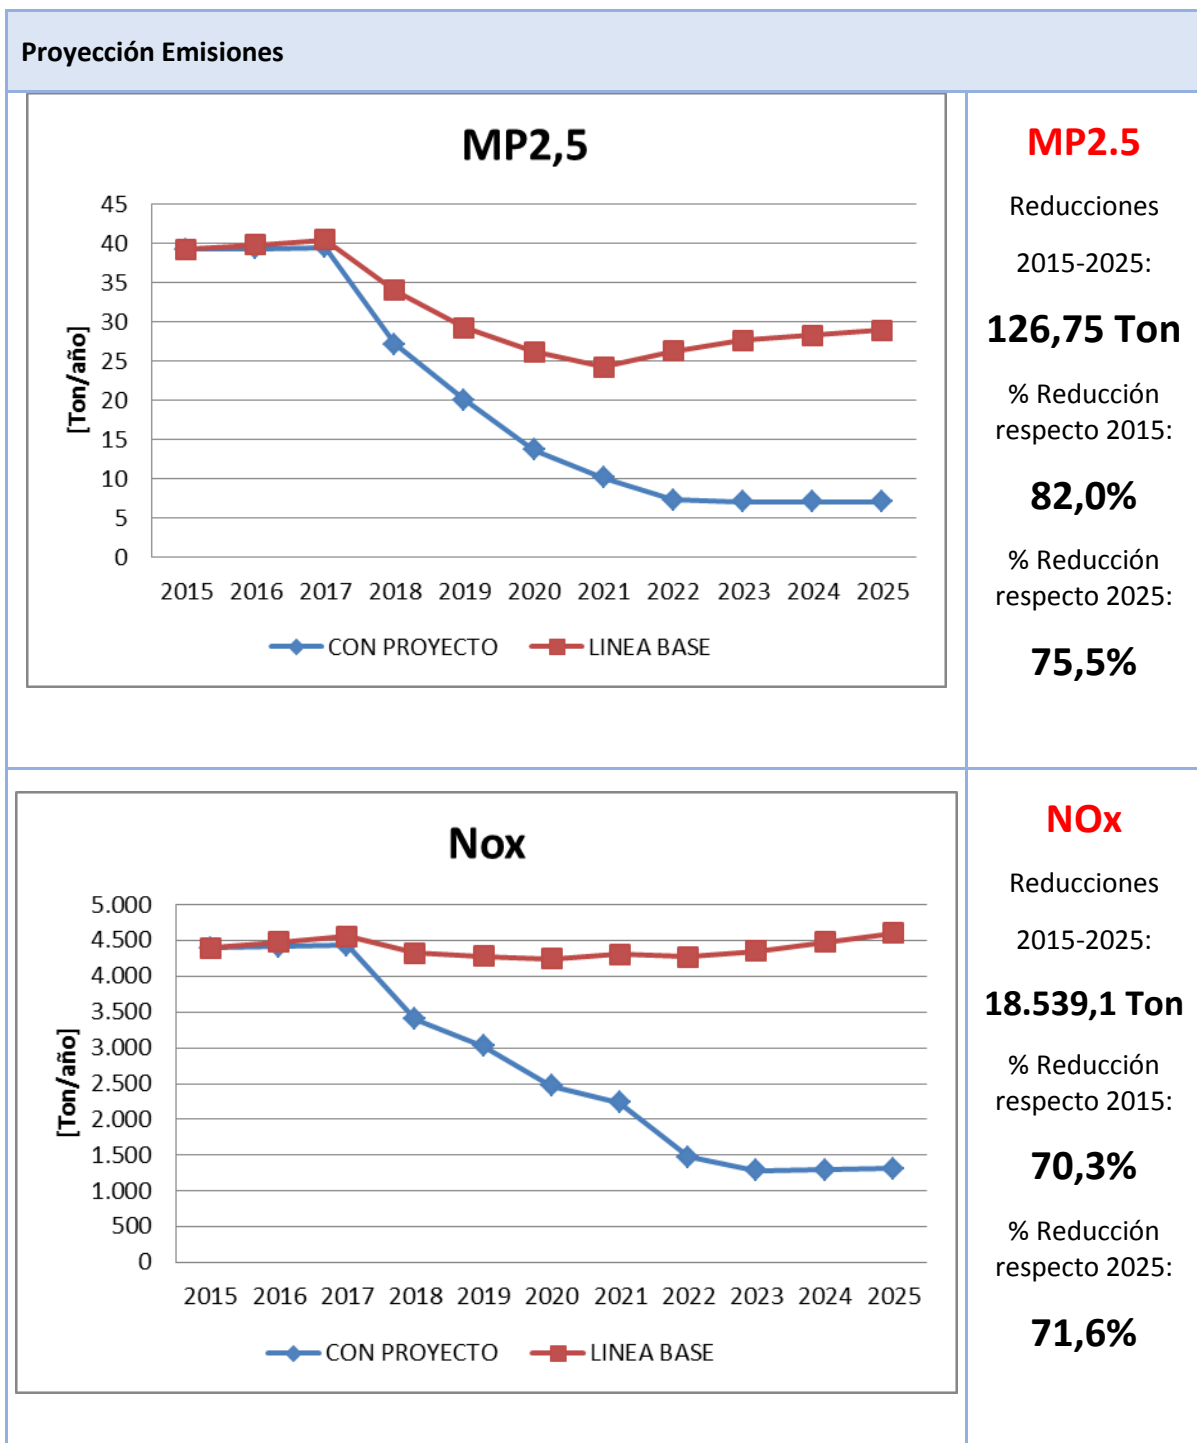 Proyección Emisiones
MP2,5
[Ton/año]
45
40
35
30
25
20
15
10
5
0
2015 2016 2017 2018 2019 2020 2021 2022 2023 2024 2025
CON PROYECTO LINEA BASE
MP2.5
Reducciones
2015-2025:
126,75 Ton
% Reducción
respecto 2015:
82,0%
% Reducción
respecto 2025:
75,5%
Nox
[Ton/año]
5.000
4.500
4.000
3.500
3.000
2.500
2.000
1.500
1.000
500
0
2015 2016 2017 2018 2019 2020 2021 2022 2023 2024 2025
CON PROYECTO LINEA BASE
NOx
Reducciones
2015-2025:
18.539,1 Ton
% Reducción
respecto 2015:
70,3%
% Reducción
respecto 2025:
71,6%